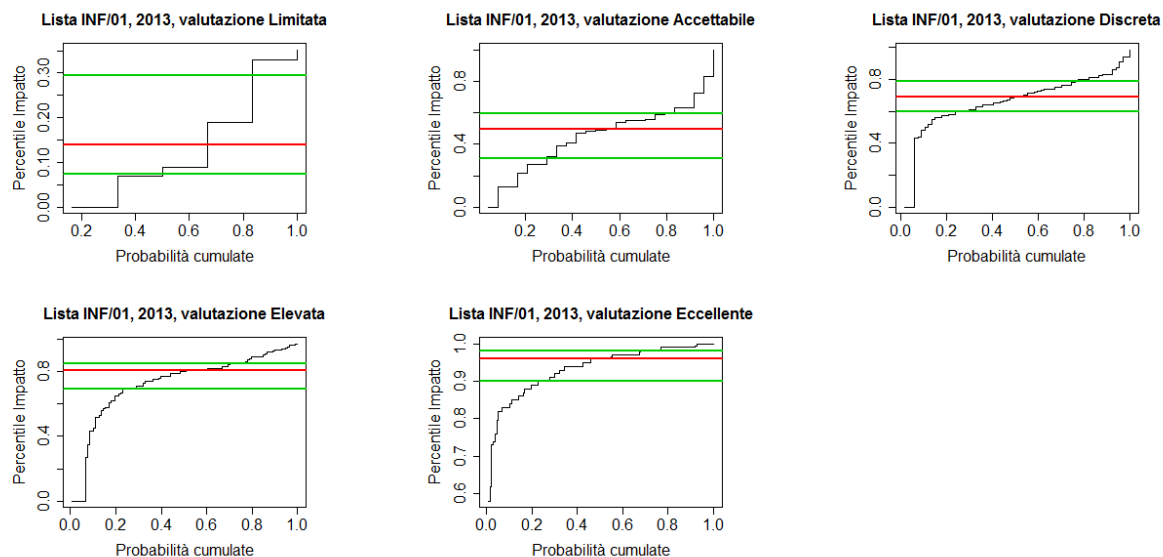 Lista INF/01, 2013, valutazione Limitata
Percentile Impatto
0.00 0.10 0.20 0.30
0.2 0.4 0.6 0.8 1.0
Probabilità cumulate
Lista INF/01, 2013, valutazione Accettabile
Percentile Impatto
0.0 0.4 0.8
0.0 0.2 0.4 0.6 0.8 1.0
Probabilità cumulate
Lista INF/01, 2013, valutazione Discreta
Percentile Impatto
0.0 0.4 0.8
0.0 0.2 0.4 0.6 0.8 1.0
Probabilità cumulate
Lista INF/01, 2013, valutazione Elevata
Percentile Impatto
0.0 0.4 0.8
0.0 0.2 0.4 0.6 0.8 1.0
Probabilità cumulate
Lista INF/01, 2013, valutazione Eccellente
Percentile Impatto
0.6 0.7 0.8 0.9 1.0
0.0 0.2 0.4 0.6 0.8 1.0
Probabilità cumulate